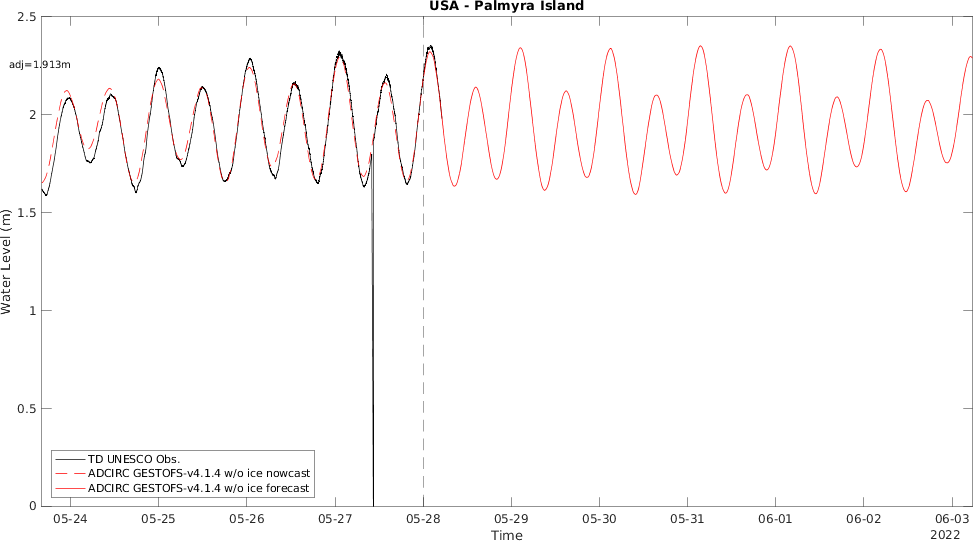 USA - Palmyra Island
adj=1.913m
2.5
2
1.5
1
0.5
0
Water Level (m)
TD UNESCO Obs.
ADCIRC GESTOFS-v4.1.4 w/o ice nowcast
ADCIRC GESTOFS-v4.1.4 w/o ice forecast
05-24 05-25 05-26 05-27 05-28 05-29 05-30 05-31 06-01 06-02 06-03
Time
2022